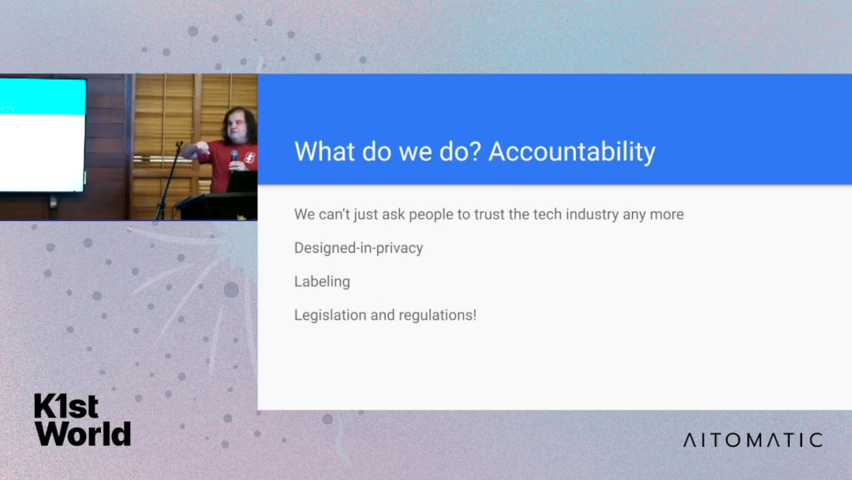 What do we do? Accountability
We can't just ask people to trust the tech industry any more
Designed-in-privacy
Labeling
Legislation and regulations!
K1st
World
AITOMATIC